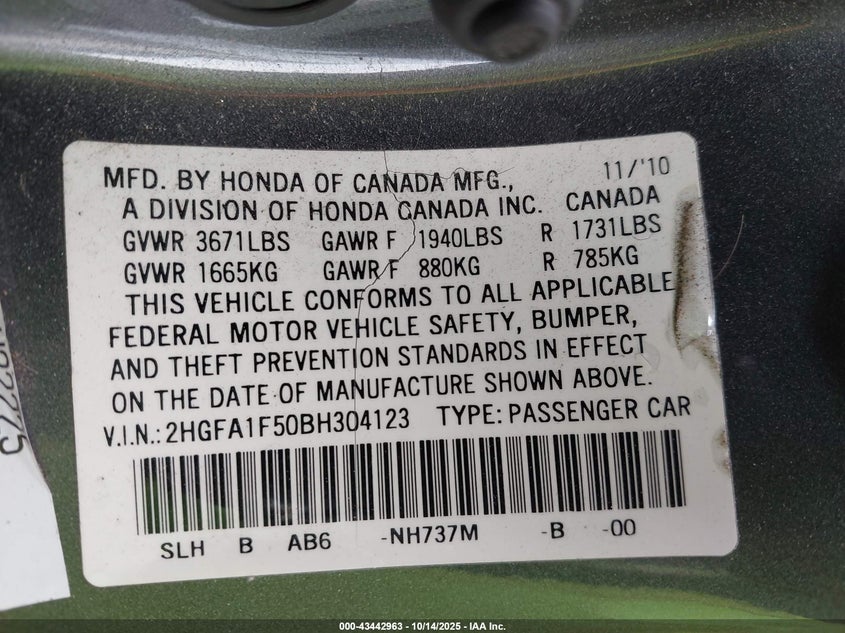 MFD. BY HONDA OF CANADA MFG., 11/'10
A DIVISION OF HONDA CANADA INC. CANADA
GVWR 3671LBS GAWR F 1940LBS R 1731LBS
GVWR 1665KG GAWR F 880KG R 785KG
THIS VEHICLE CONFORMS TO ALL APPLICABLE
FEDERAL MOTOR VEHICLE SAFETY, BUMPER,
AND THEFT PREVENTION STANDARDS IN EFFECT
ON THE DATE OF MANUFACTURE SHOWN ABOVE.
V.I.N.: 2HGFA1F50BH304123 TYPE: PASSENGER CAR
SLH B AB6 -NH737M -B -00
000-43442963 - 10/14/2025 - IAA Inc.